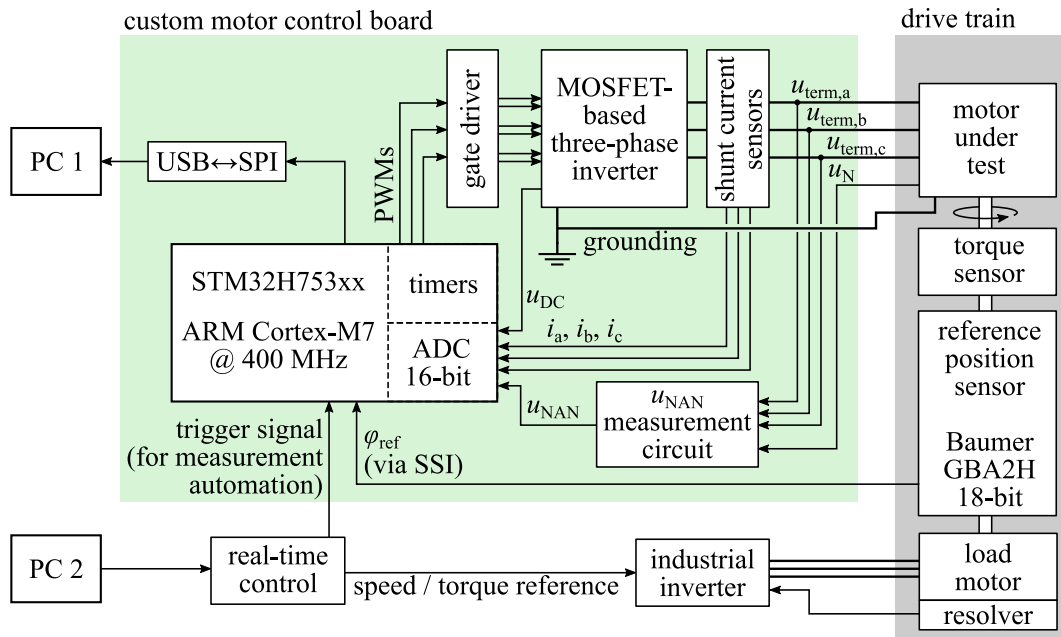 custom motor control board
drive train
PC 1
USB↔SPI
PWMs
gate driver
MOSFET-
based
three-phase
inverter
shunt current
sensors
u_term,a
u_term,b
u_term,c
u_N
motor
under
test
grounding
torque
sensor
STM32H753xx
ARM Cortex-M7
@ 400 MHz
timers
ADC
16-bit
u_DC
i_a, i_b, i_c
u_NAN
u_NAN
measurement
circuit
reference
position
sensor
Baumer
GBA2H
18-bit
trigger signal
(for measurement
automation)
φ_ref
(via SSI)
PC 2
real-time
control
speed / torque reference
industrial
inverter
load
motor
resolver